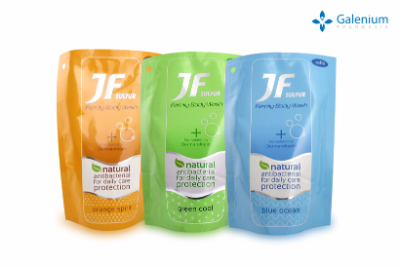 Galenium
PHARMASIA
JF
SULFUR
Family Body Wash
+
natural
antibacterial
for daily care
protection
orange spirit
JF
SULFUR
Family Body Wash
+
natural
antibacterial
for daily care
protection
green cool
JF
SULFUR
Family Body Wash
+
natural
antibacterial
for daily care
protection
blue ocean